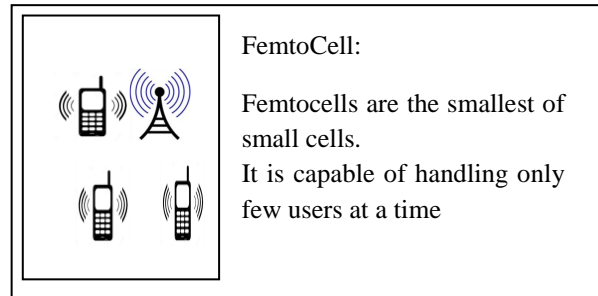 FemtoCell:
Femtocells are the smallest of
small cells.
It is capable of handling only
few users at a time